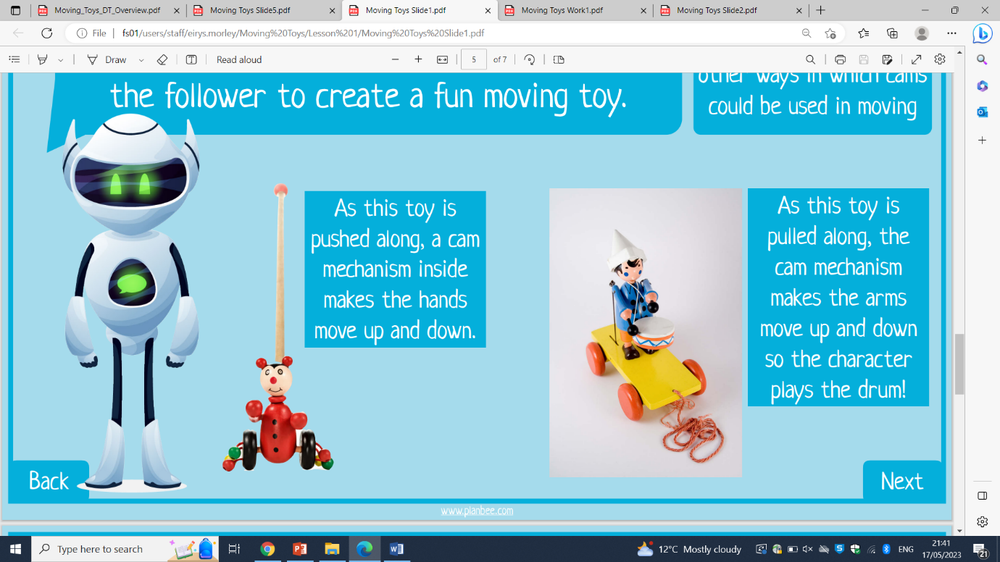 Moving_Toys_DT_Overview.pdf
Moving Toys Slide5.pdf
Moving Toys Slide1.pdf
Moving Toys Work1.pdf
Moving Toys Slide2.pdf
File
fs01/users/staff/eirys.morley/Moving%20Toys/Lesson%201/Moving%20Toys%20Slide1.pdf
Draw
Read aloud
5
of 7
the follower to create a fun moving toy.
other ways in which cams
could be used in moving
As this toy is
pushed along, a cam
mechanism inside
makes the hands
move up and down.
As this toy is
pulled along, the
cam mechanism
makes the arms
move up and down
so the character
plays the drum!
Back
Next
www.planbee.com
Type here to search
12°C Mostly cloudy
ENG
21:41
17/05/2023
21